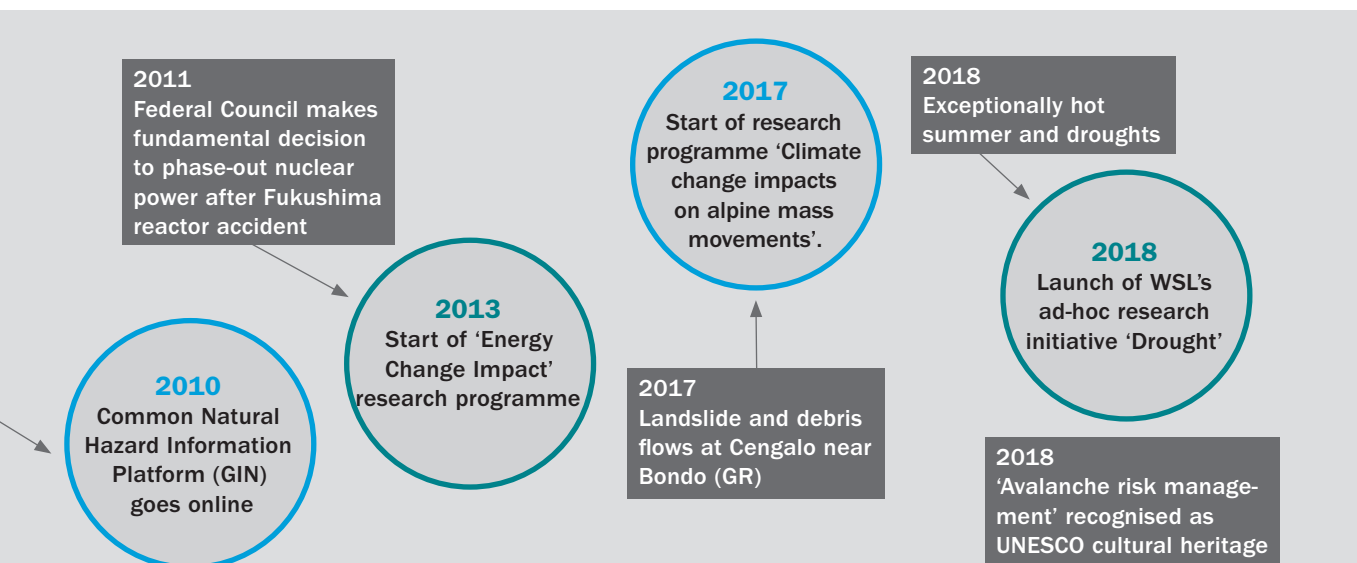 2011
Federal Council makes
fundamental decision
to phase-out nuclear
power after Fukushima
reactor accident
2010
Common Natural
Hazard Information
Platform (GIN)
goes online
2013
Start of ‘Energy
Change Impact’
research programme
2017
Start of research
programme ‘Climate
change impacts
on alpine mass
movements’.
2017
Landslide and debris
flows at Cengalo near
Bondo (GR)
2018
Exceptionally hot
summer and droughts
2018
Launch of WSL’s
ad-hoc research
initiative ‘Drought’
2018
‘Avalanche risk manage-
ment’ recognised as
UNESCO cultural heritage